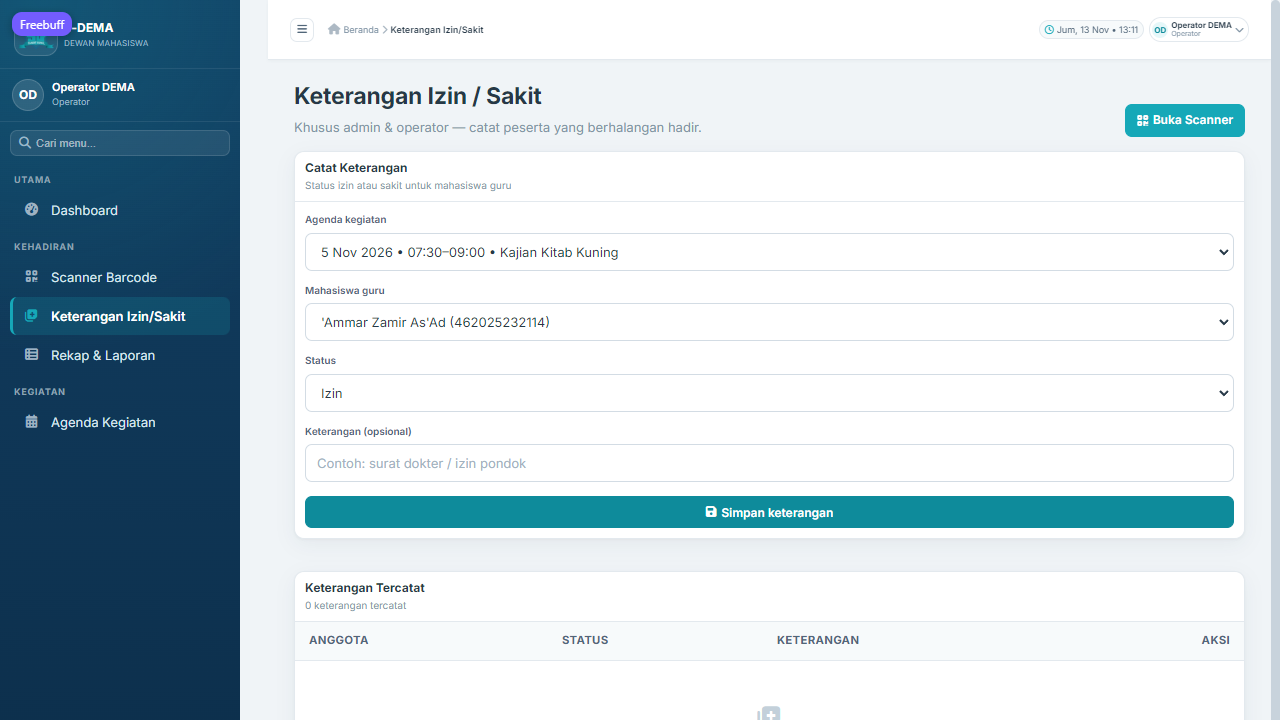 Freebuff
-DEMA
DEWAN MAHASISWA
OD
Operator DEMA
Operator
Cari menu...
UTAMA
Dashboard
KEHADIRAN
Scanner Barcode
Keterangan Izin/Sakit
Rekap & Laporan
KEGIATAN
Agenda Kegiatan
Beranda
Keterangan Izin/Sakit
Jum, 13 Nov • 13:11
OD
Operator DEMA
Operator
Keterangan Izin / Sakit
Khusus admin & operator — catat peserta yang berhalangan hadir.
Buka Scanner
Catat Keterangan
Status izin atau sakit untuk mahasiswa guru
Agenda kegiatan
5 Nov 2026 • 07:30–09:00 • Kajian Kitab Kuning
Mahasiswa guru
'Ammar Zamir As'Ad (462025232114)
Status
Izin
Keterangan (opsional)
Contoh: surat dokter / izin pondok
Simpan keterangan
Keterangan Tercatat
0 keterangan tercatat
ANGGOTA STATUS KETERANGAN AKSI